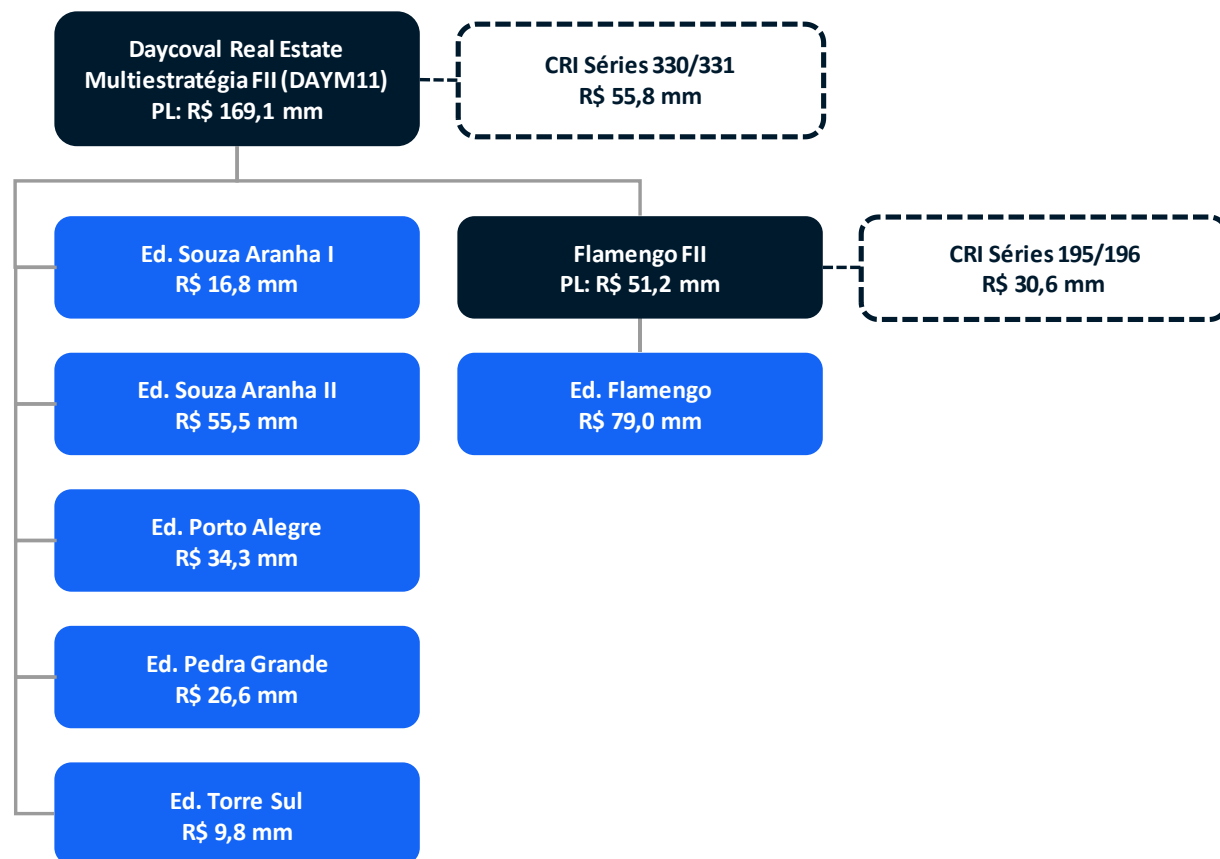 Daycoval Real Estate
Multiestratégia FII (DAYM11)
PL: R$ 169,1 mm
CRI Séries 330/331
R$ 55,8 mm
Ed. Souza Aranha I
R$ 16,8 mm
Flamengo FII
PL: R$ 51,2 mm
CRI Séries 195/196
R$ 30,6 mm
Ed. Souza Aranha II
R$ 55,5 mm
Ed. Flamengo
R$ 79,0 mm
Ed. Porto Alegre
R$ 34,3 mm
Ed. Pedra Grande
R$ 26,6 mm
Ed. Torre Sul
R$ 9,8 mm